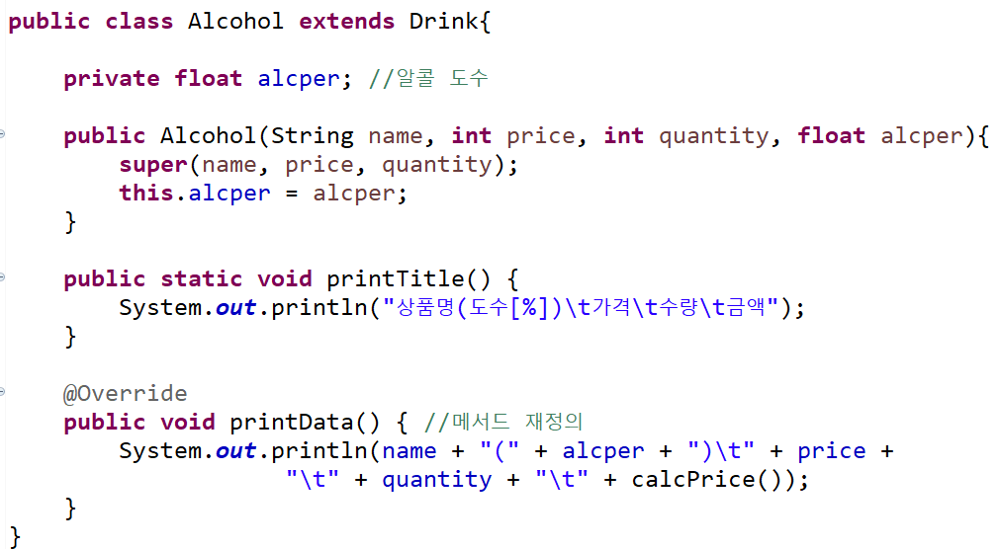 public class Alcohol extends Drink{
private float alcper; //알콜 도수
public Alcohol(String name, int price, int quantity, float alcper){
super(name, price, quantity);
this.alcper = alcper;
}
public static void printTitle() {
System.out.println("상품명(도수[%])\t가격\t수량\t금액");
}
@Override
public void printData() { //메서드 재정의
System.out.println(name + "(" + alcper + ")\t" + price +
"\t" + quantity + "\t" + calcPrice());
}
}